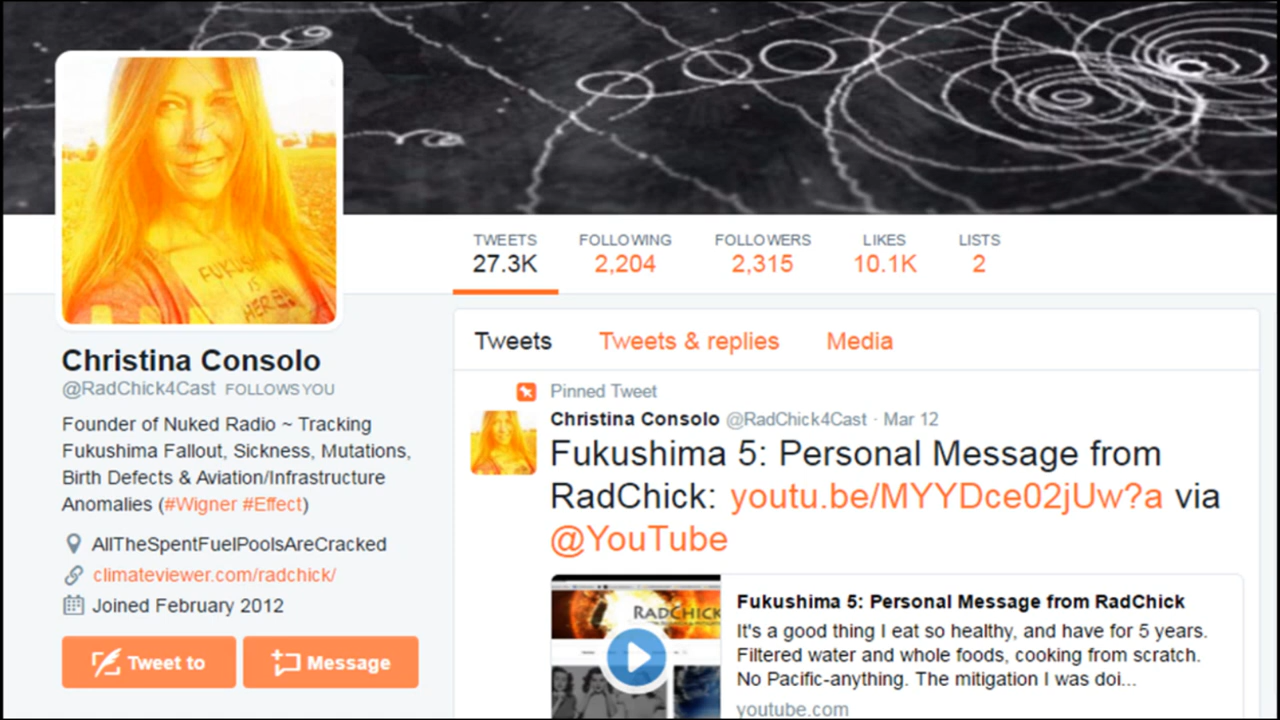 FUKUSHIMA
IS
HERE
TWEETS FOLLOWING FOLLOWERS LIKES LISTS
27.3K 2,204 2,315 10.1K 2
Christina Consolo
@RadChick4Cast FOLLOWS YOU
Founder of Nuked Radio ~ Tracking
Fukushima Fallout, Sickness, Mutations,
Birth Defects & Aviation/Infrastructure
Anomalies (#Wigner #Effect)
AllTheSpentFuelPoolsAreCracked
climateviewer.com/radchick/
Joined February 2012
Tweet to Message
Tweets Tweets & replies Media
Pinned Tweet
Christina Consolo @RadChick4Cast · Mar 12
Fukushima 5: Personal Message from
RadChick: youtu.be/MYYDce02jUw?a via
@YouTube
RADCHICK
Fukushima 5: Personal Message from RadChick
It's a good thing I eat so healthy, and have for 5 years.
Filtered water and whole foods, cooking from scratch.
No Pacific-anything. The mitigation I was doi...
youtube.com